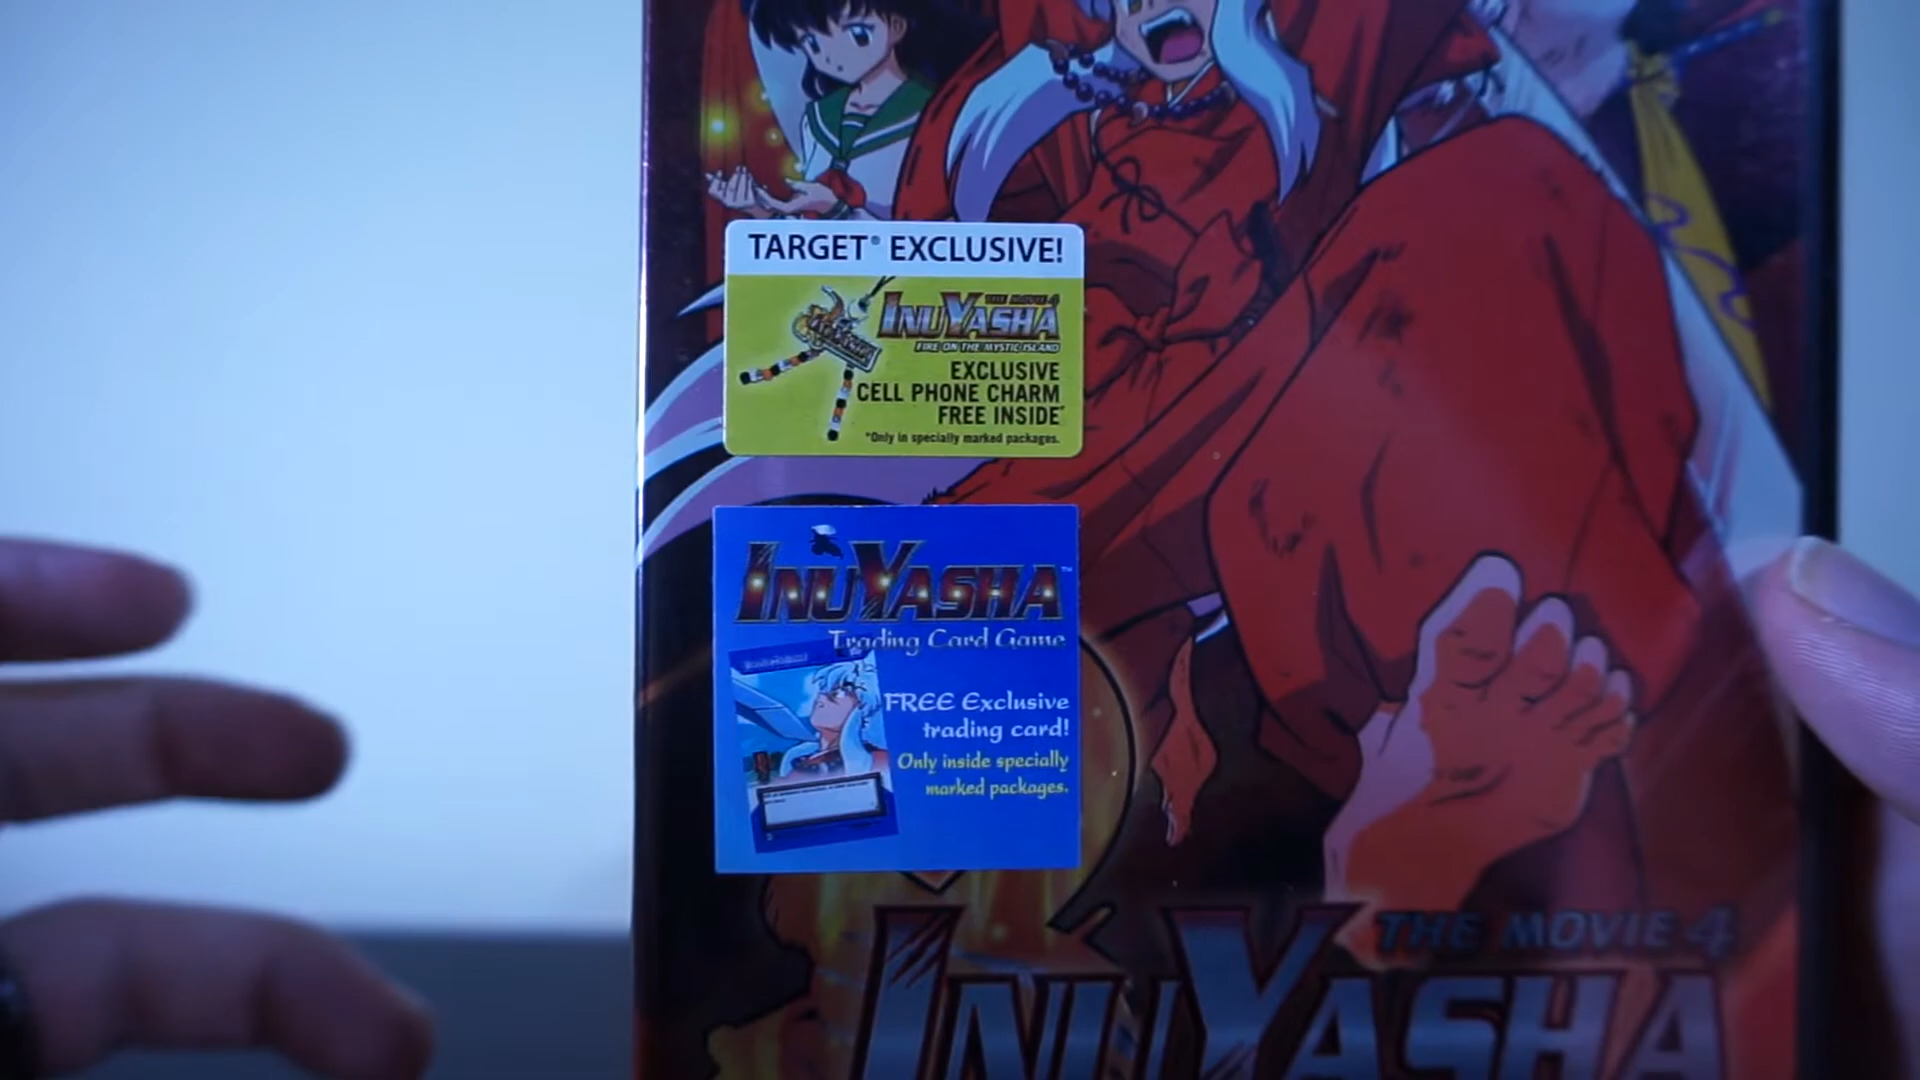 TARGET® EXCLUSIVE!
THE MOVIE 4
INUYASHA
FIRE ON THE MYSTIC ISLAND
EXCLUSIVE
CELL PHONE CHARM
FREE INSIDE*
*Only in specially marked packages.
INUYASHA™
Trading Card Game
FREE Exclusive
trading card!
Only inside specially
marked packages.
THE MOVIE 4
INUYASHA